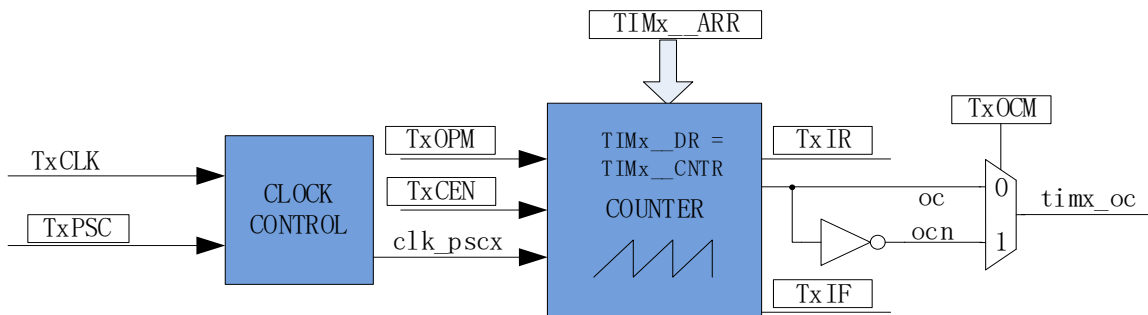 TIMx__ARR
TxOCM
TxOPM
TIMx__DR =
TxIR
TxCLK
TIMx__CNTR
CLOCK
CONTROL
TxCEN
COUNTER
oc
0
timx_oc
TxPSC
clk_pscx
ocn
1
TxIF